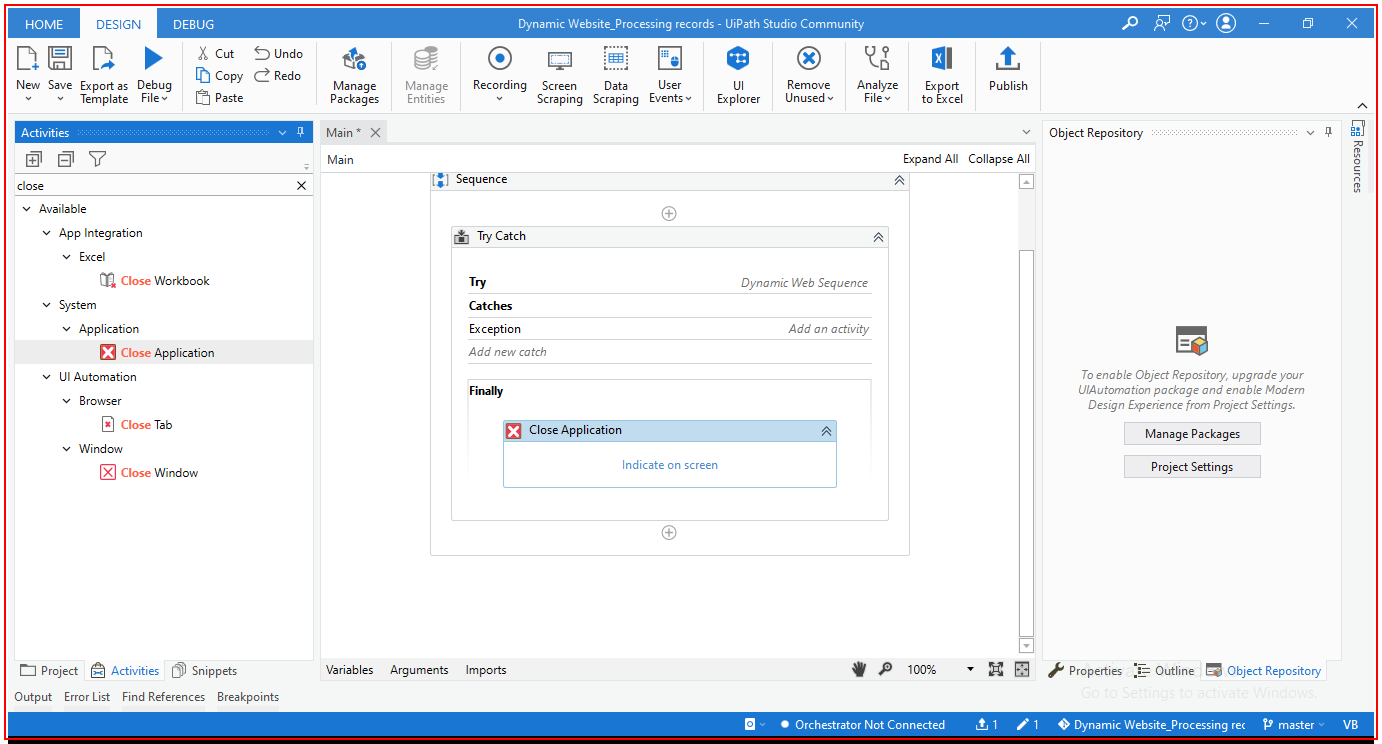 HOME DESIGN DEBUG Dynamic Website_Processing records - UiPath Studio Community
New Save Export as Template Debug File Cut Copy Paste Undo Redo Manage Packages Manage Entities Recording Screen Scraping Data Scraping User Events UI Explorer Remove Unused Analyze File Export to Excel Publish
Activities
close
Available
App Integration
Excel
Close Workbook
System
Application
Close Application
UI Automation
Browser
Close Tab
Window
Close Window
Project Activities Snippets
Main *
Main Expand All Collapse All
Sequence
Try Catch
Try Dynamic Web Sequence
Catches
Exception Add an activity
Add new catch
Finally
Close Application
Indicate on screen
Variables Arguments Imports 100%
Object Repository
To enable Object Repository, upgrade your
UIAutomation package and enable Modern
Design Experience from Project Settings.
Manage Packages
Project Settings
Properties Outline Object Repository
Go to Settings to activate Windows.
Resources
Output Error List Find References Breakpoints
Orchestrator Not Connected 1 1 Dynamic Website_Processing rec master VB